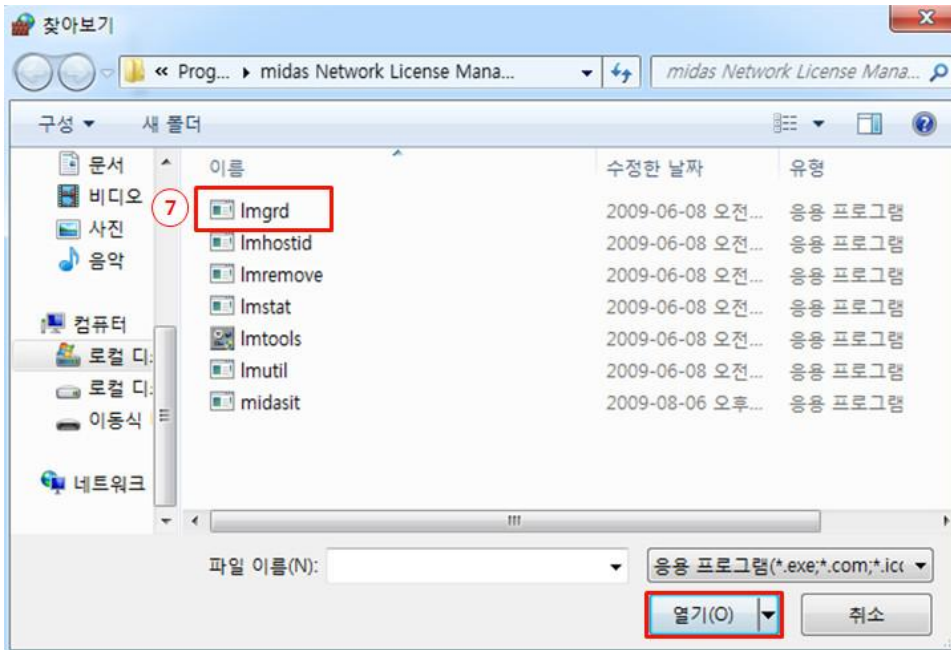 찾아보기
« Prog... ▸ midas Network License Mana...
midas Network License Mana...
구성 새 폴더
이름 수정한 날짜 유형
문서
비디오
사진
음악
컴퓨터
로컬 디
로컬 디
이동식
네트워크
7
lmgrd 2009-06-08 오전... 응용 프로그램
lmhostid 2009-06-08 오전... 응용 프로그램
lmremove 2009-06-08 오전... 응용 프로그램
lmstat 2009-06-08 오전... 응용 프로그램
lmtools 2009-06-08 오전... 응용 프로그램
lmutil 2009-06-08 오전... 응용 프로그램
midasit 2009-08-06 오후... 응용 프로그램
파일 이름(N):
응용 프로그램(*.exe;*.com;*.icc
열기(O) 취소